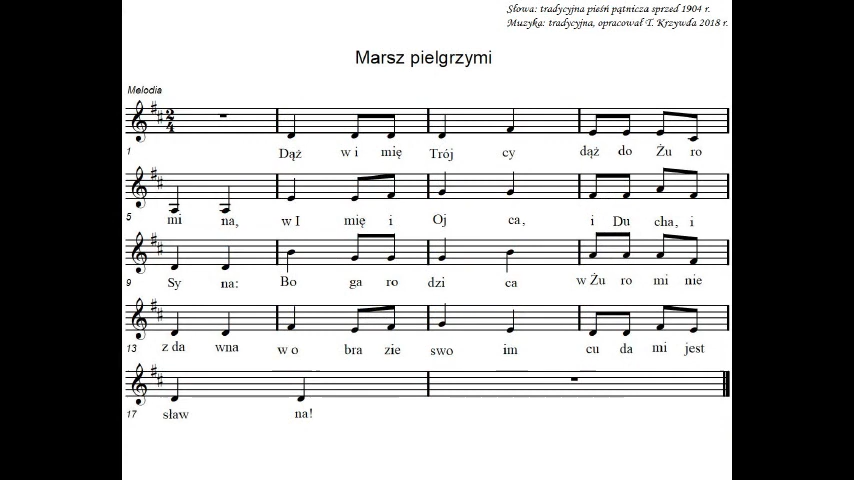 Słowa: tradycyjna pieśń pątnicza sprzed 1904 r.
Muzyka: tradycyjna, opracował T. Krzywda 2018 r.
Marsz pielgrzymi
Melodia
2
4
1 Dąż w i mię Trój cy dąż do Żu ro
5 mi na, w I mię i Oj ca, i Du cha, i
9 Sy na: Bo ga ro dzi ca w Żu ro mi nie
13 z da wna w o bra zie swo im cu da mi jest
17 sław na!